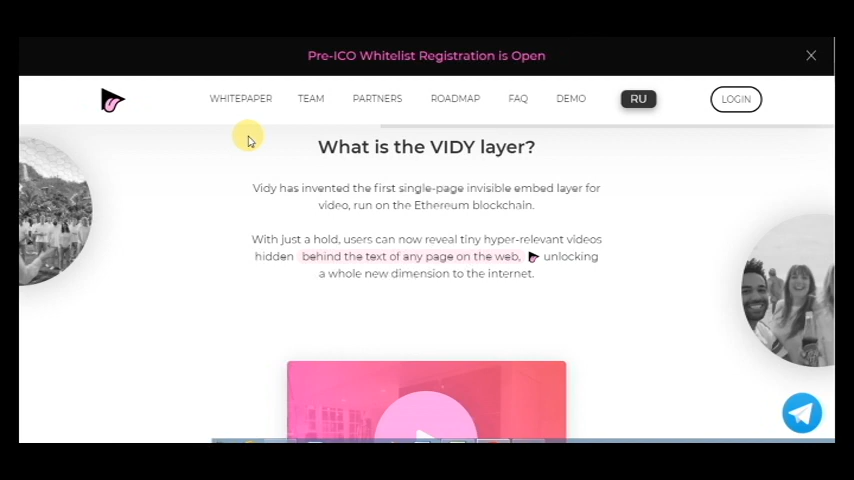 Pre-ICO Whitelist Registration is Open
WHITEPAPER TEAM PARTNERS ROADMAP FAQ DEMO RU LOGIN
What is the VIDY layer?
Vidy has invented the first single-page invisible embed layer for
video, run on the Ethereum blockchain.
With just a hold, users can now reveal tiny hyper-relevant videos
hidden behind the text of any page on the web, unlocking
a whole new dimension to the internet.